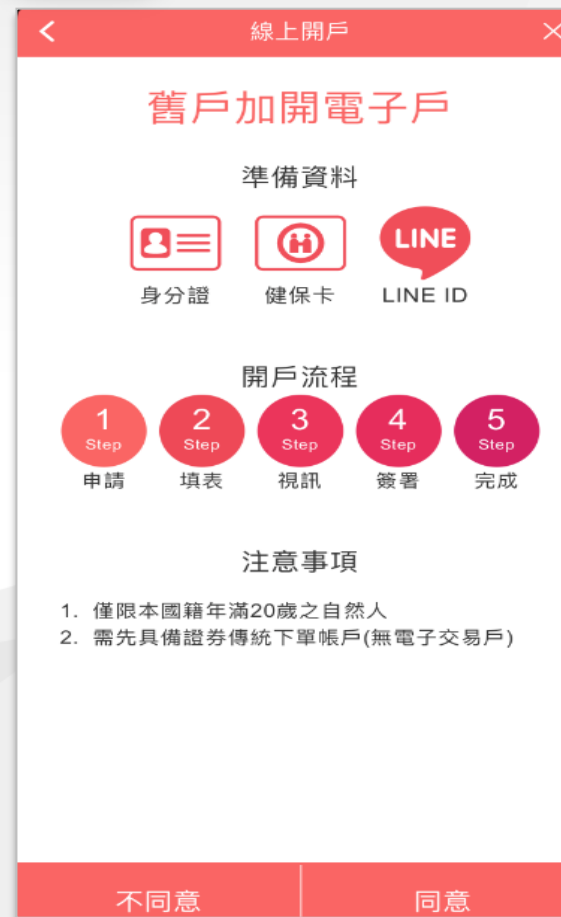 線上開戶
舊戶加開電子戶
準備資料
LINE
身分證 健保卡 LINE ID
開戶流程
1 2 3 4 5
Step Step Step Step Step
申請 填表 視訊 簽署 完成
注意事項
1. 僅限本國籍年滿20歲之自然人
2. 需先具備證券傳統下單帳戶(無電子交易戶)
不同意 同意